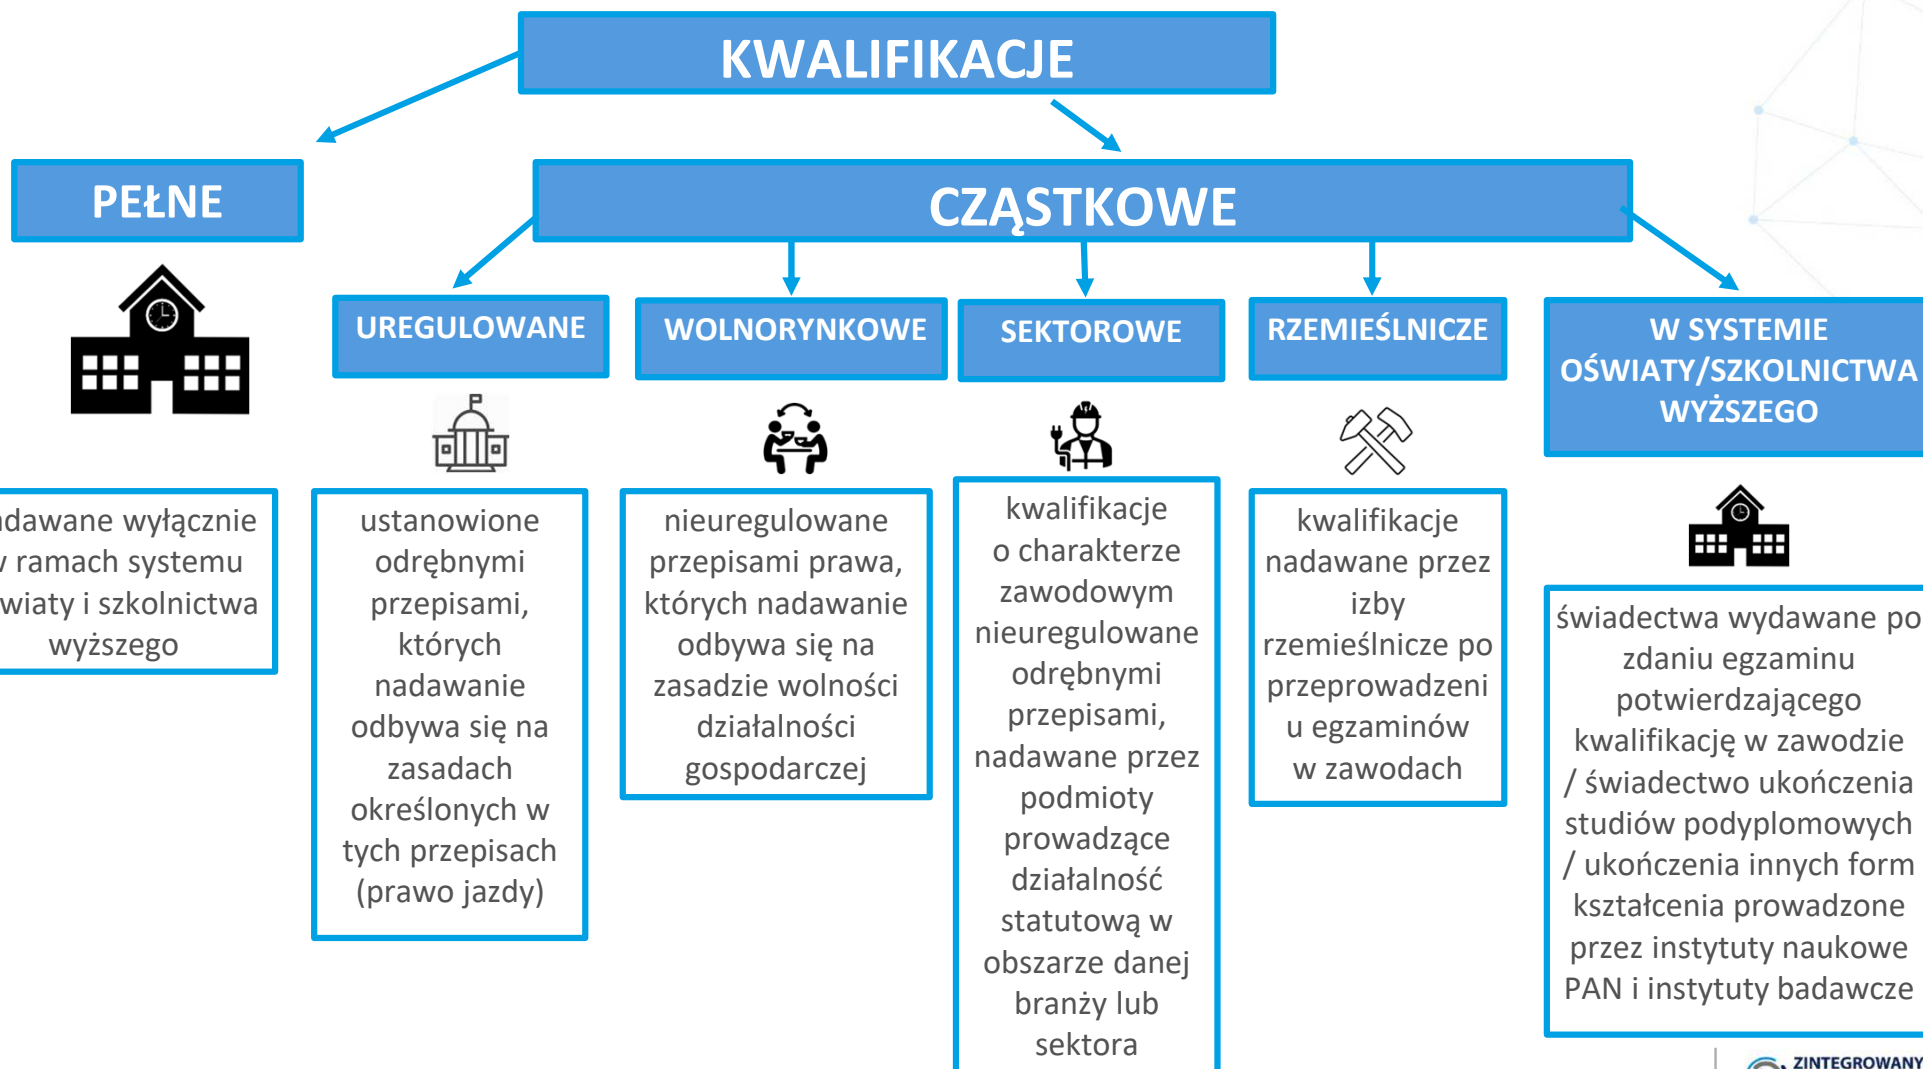 KWALIFIKACJE
PEŁNE
CZĄSTKOWE
UREGULOWANE
WOLNORYNKOWE
SEKTOROWE
RZEMIEŚLNICZE
W SYSTEMIE
OŚWIATY/SZKOLNICTWA
WYŻSZEGO
adawane wyłącznie
w ramach systemu
wiaty i szkolnictwa
wyższego
ustanowione
odrębnymi
przepisami,
których
nadawanie
odbywa się na
zasadach
określonych w
tych przepisach
(prawo jazdy)
nieuregulowane
przepisami prawa,
których nadawanie
odbywa się na
zasadzie wolności
działalności
gospodarczej
kwalifikacje
o charakterze
zawodowym
nieuregulowane
odrębnymi
przepisami,
nadawane przez
podmioty
prowadzące
działalność
statutową w
obszarze danej
branży lub
sektora
kwalifikacje
nadawane przez
izby
rzemieślnicze po
przeprowadzeni
u egzaminów
w zawodach
świadectwa wydawane po
zdaniu egzaminu
potwierdzającego
kwalifikację w zawodzie
/ świadectwo ukończenia
studiów podyplomowych
/ ukończenia innych form
kształcenia prowadzone
przez instytuty naukowe
PAN i instytuty badawcze
ZINTEGROWANY